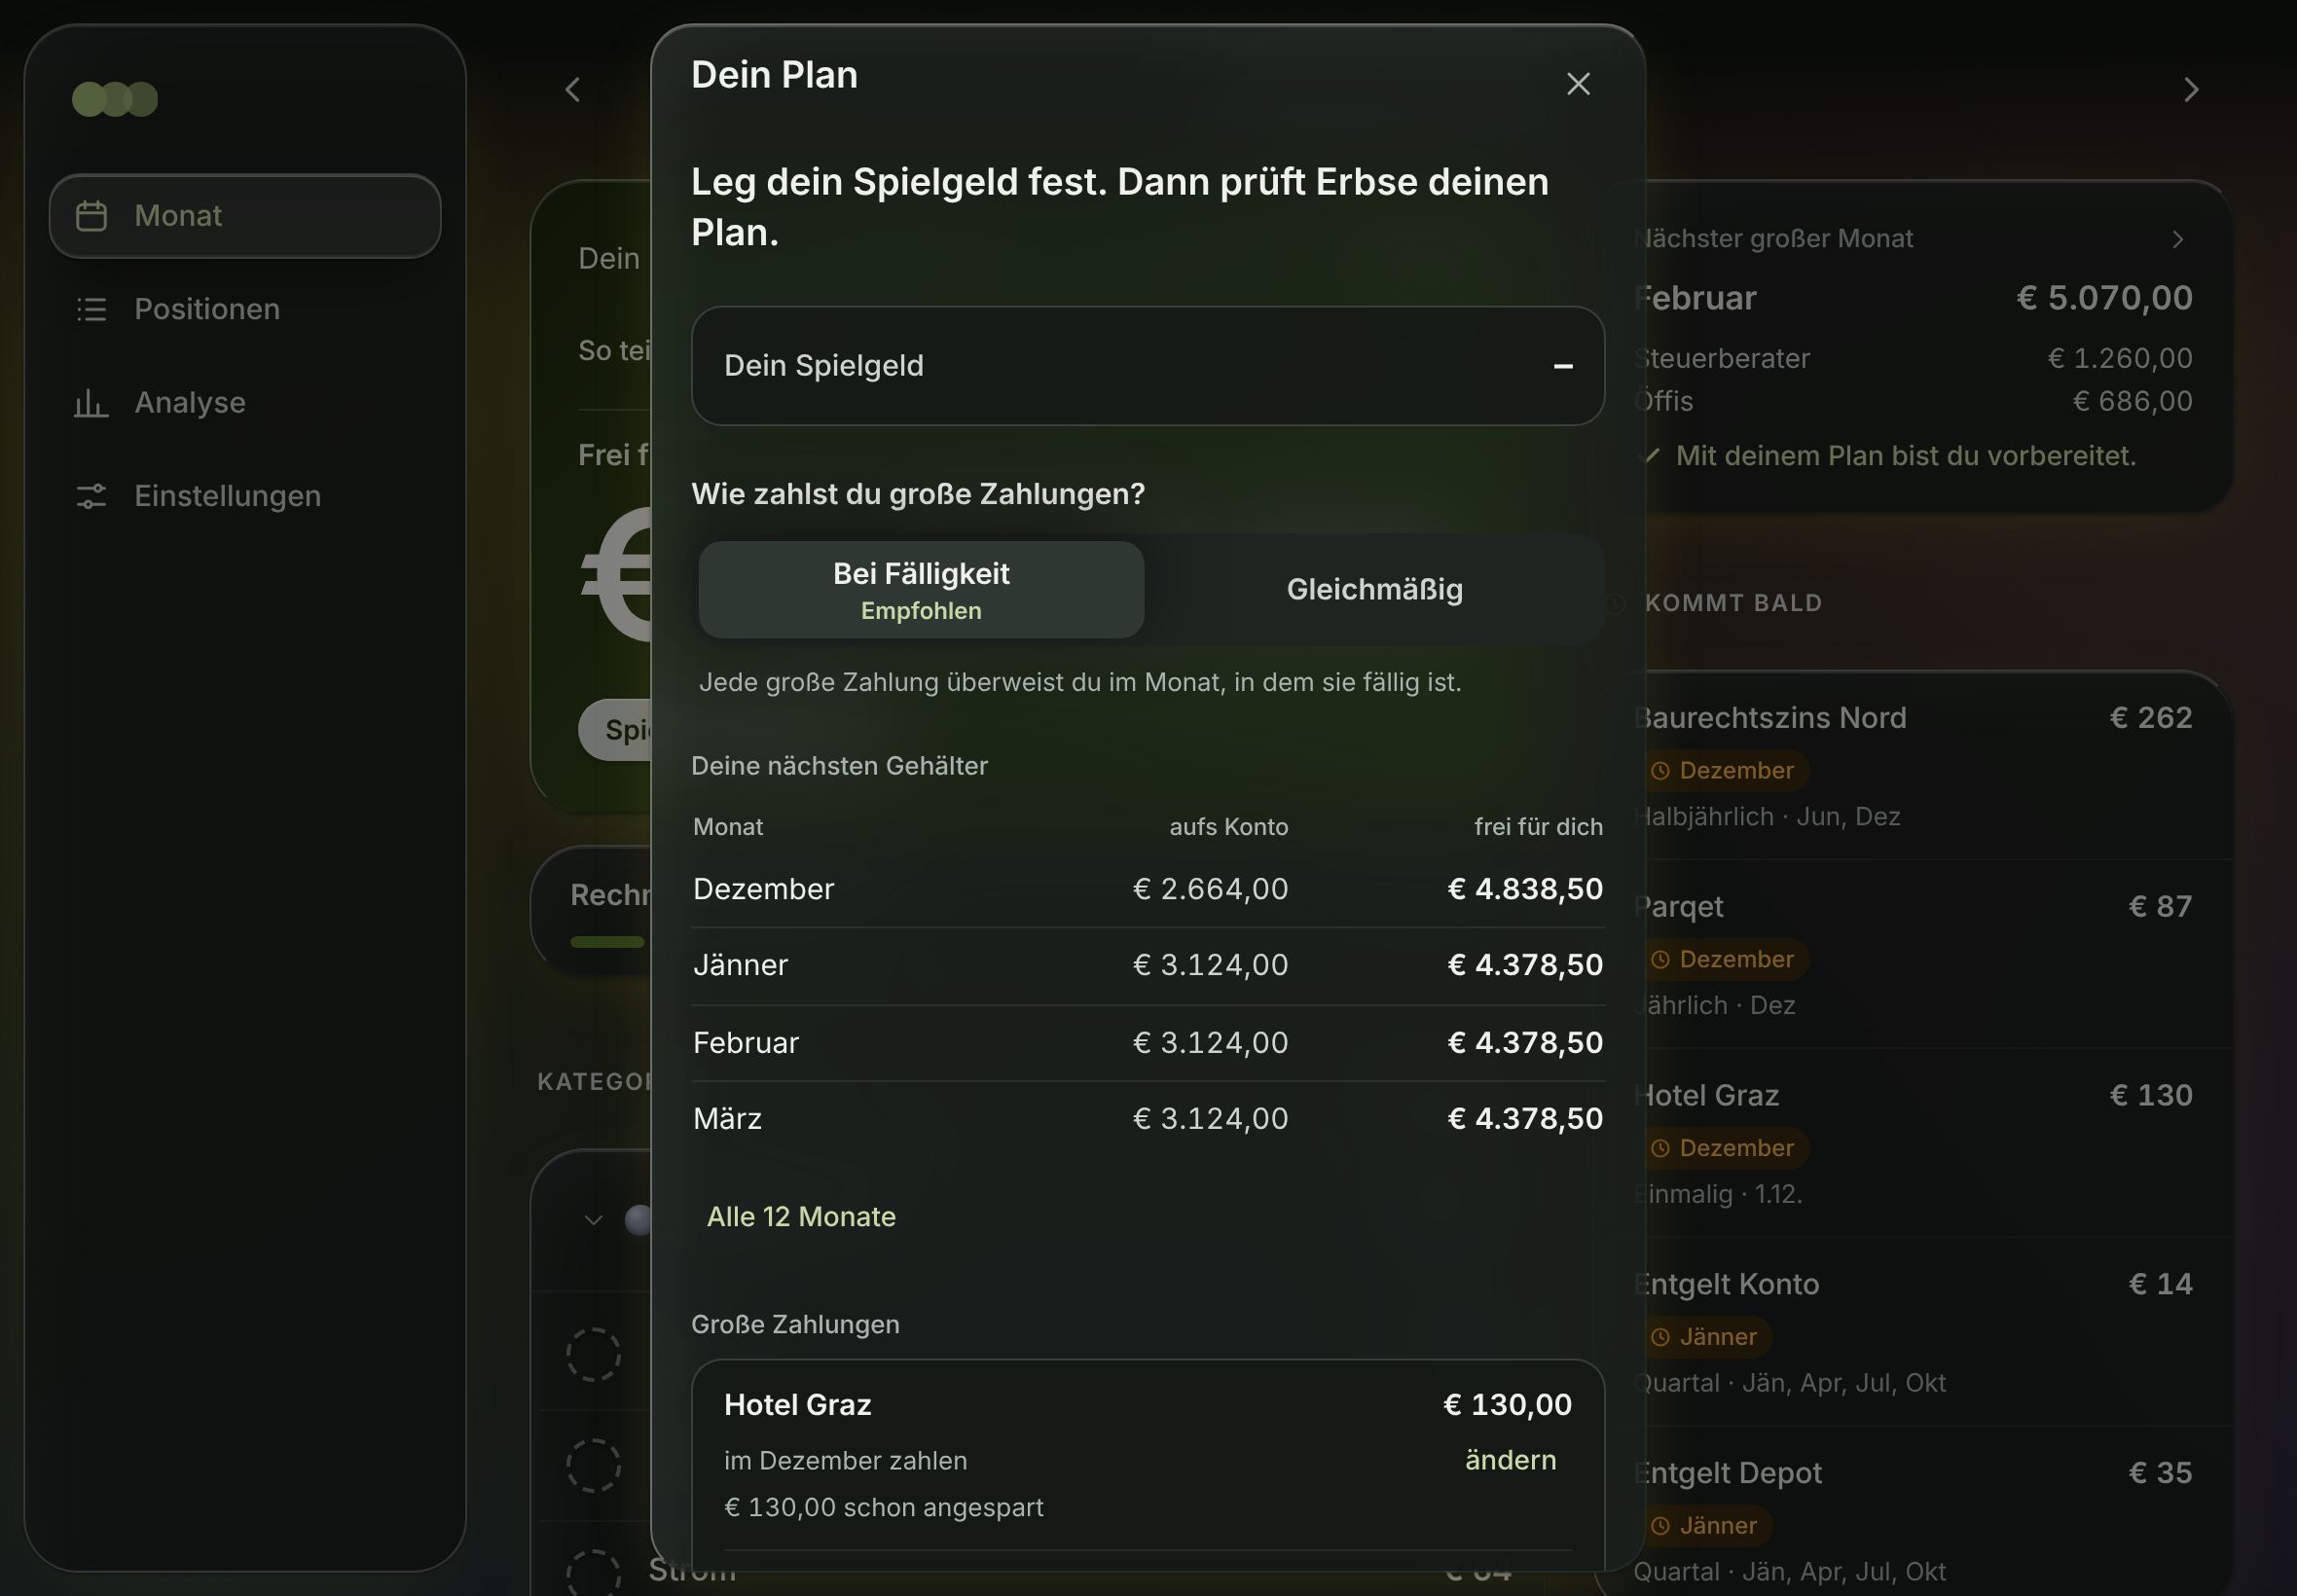 Monat
Positionen
Analyse
Einstellungen
Dein
So tei
Frei f
€
Rechn
Dein Plan
Leg dein Spielgeld fest. Dann prüft Erbse deinen
Plan.
Dein Spielgeld –
Wie zahlst du große Zahlungen?
Bei Fälligkeit
Empfohlen
Gleichmäßig
Jede große Zahlung überweist du im Monat, in dem sie fällig ist.
Deine nächsten Gehälter
Monat aufs Konto frei für dich
Dezember € 2.664,00 € 4.838,50
Jänner € 3.124,00 € 4.378,50
Februar € 3.124,00 € 4.378,50
März € 3.124,00 € 4.378,50
Alle 12 Monate
Große Zahlungen
Hotel Graz € 130,00
im Dezember zahlen ändern
€ 130,00 schon angespart
Strom € 64
Nächster großer Monat
Februar € 5.070,00
Steuerberater € 1.260,00
Öffis € 686,00
Mit deinem Plan bist du vorbereitet.
KOMMT BALD
Baurechtszins Nord € 262
Dezember
Halbjährlich · Jun, Dez
Parqet € 87
Dezember
Jährlich · Dez
Hotel Graz € 130
Dezember
Einmalig · 1.12.
Entgelt Konto € 14
Jänner
Quartal · Jän, Apr, Jul, Okt
Entgelt Depot € 35
Jänner
Quartal · Jän, Apr, Jul, Okt